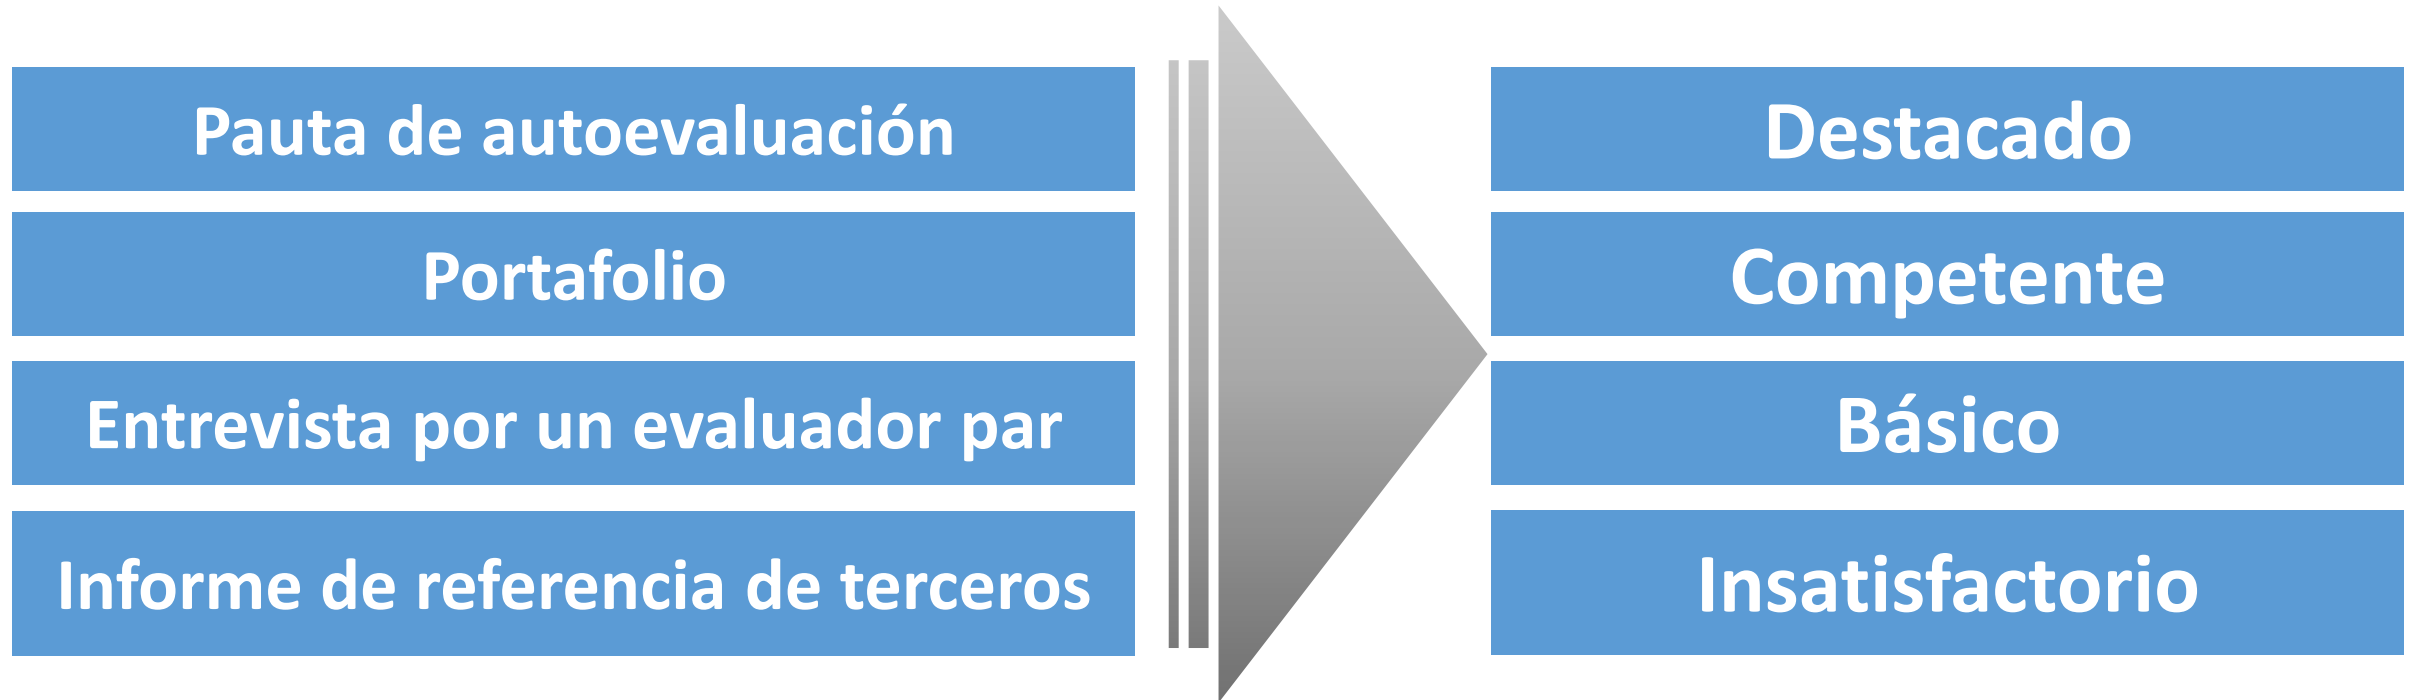 Pauta de autoevaluación
Portafolio
Entrevista por un evaluador par
Informe de referencia de terceros
Destacado
Competente
Básico
Insatisfactorio